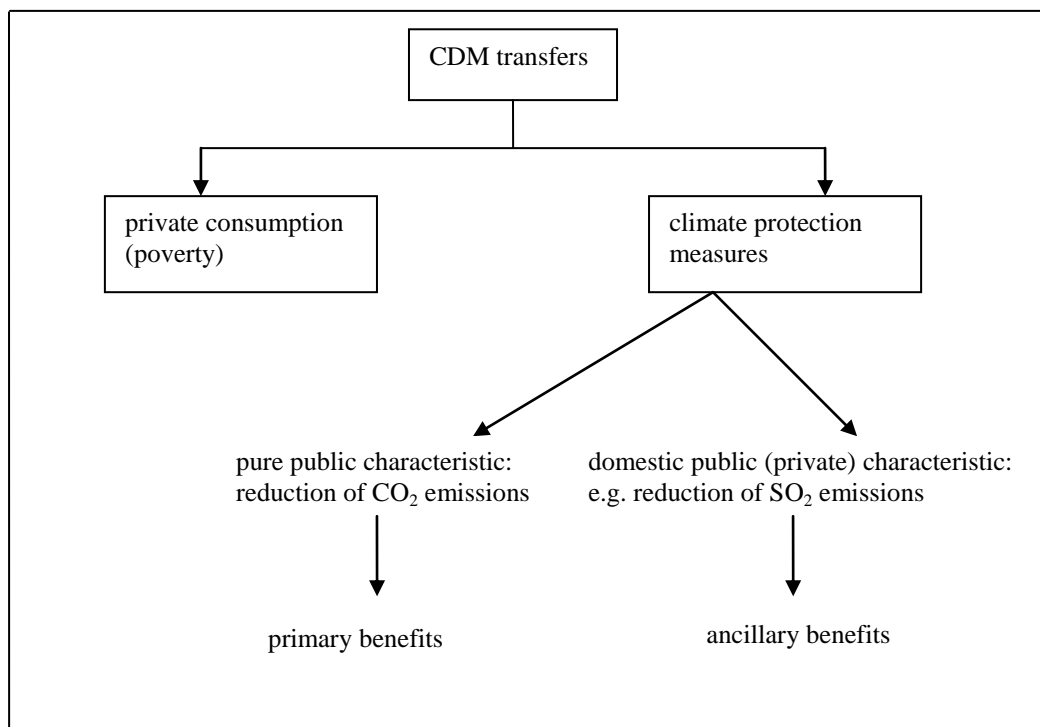 CDM transfers
private consumption
(poverty)
climate protection
measures
pure public characteristic:
reduction of CO₂ emissions
domestic public (private) characteristic:
e.g. reduction of SO₂ emissions
primary benefits
ancillary benefits